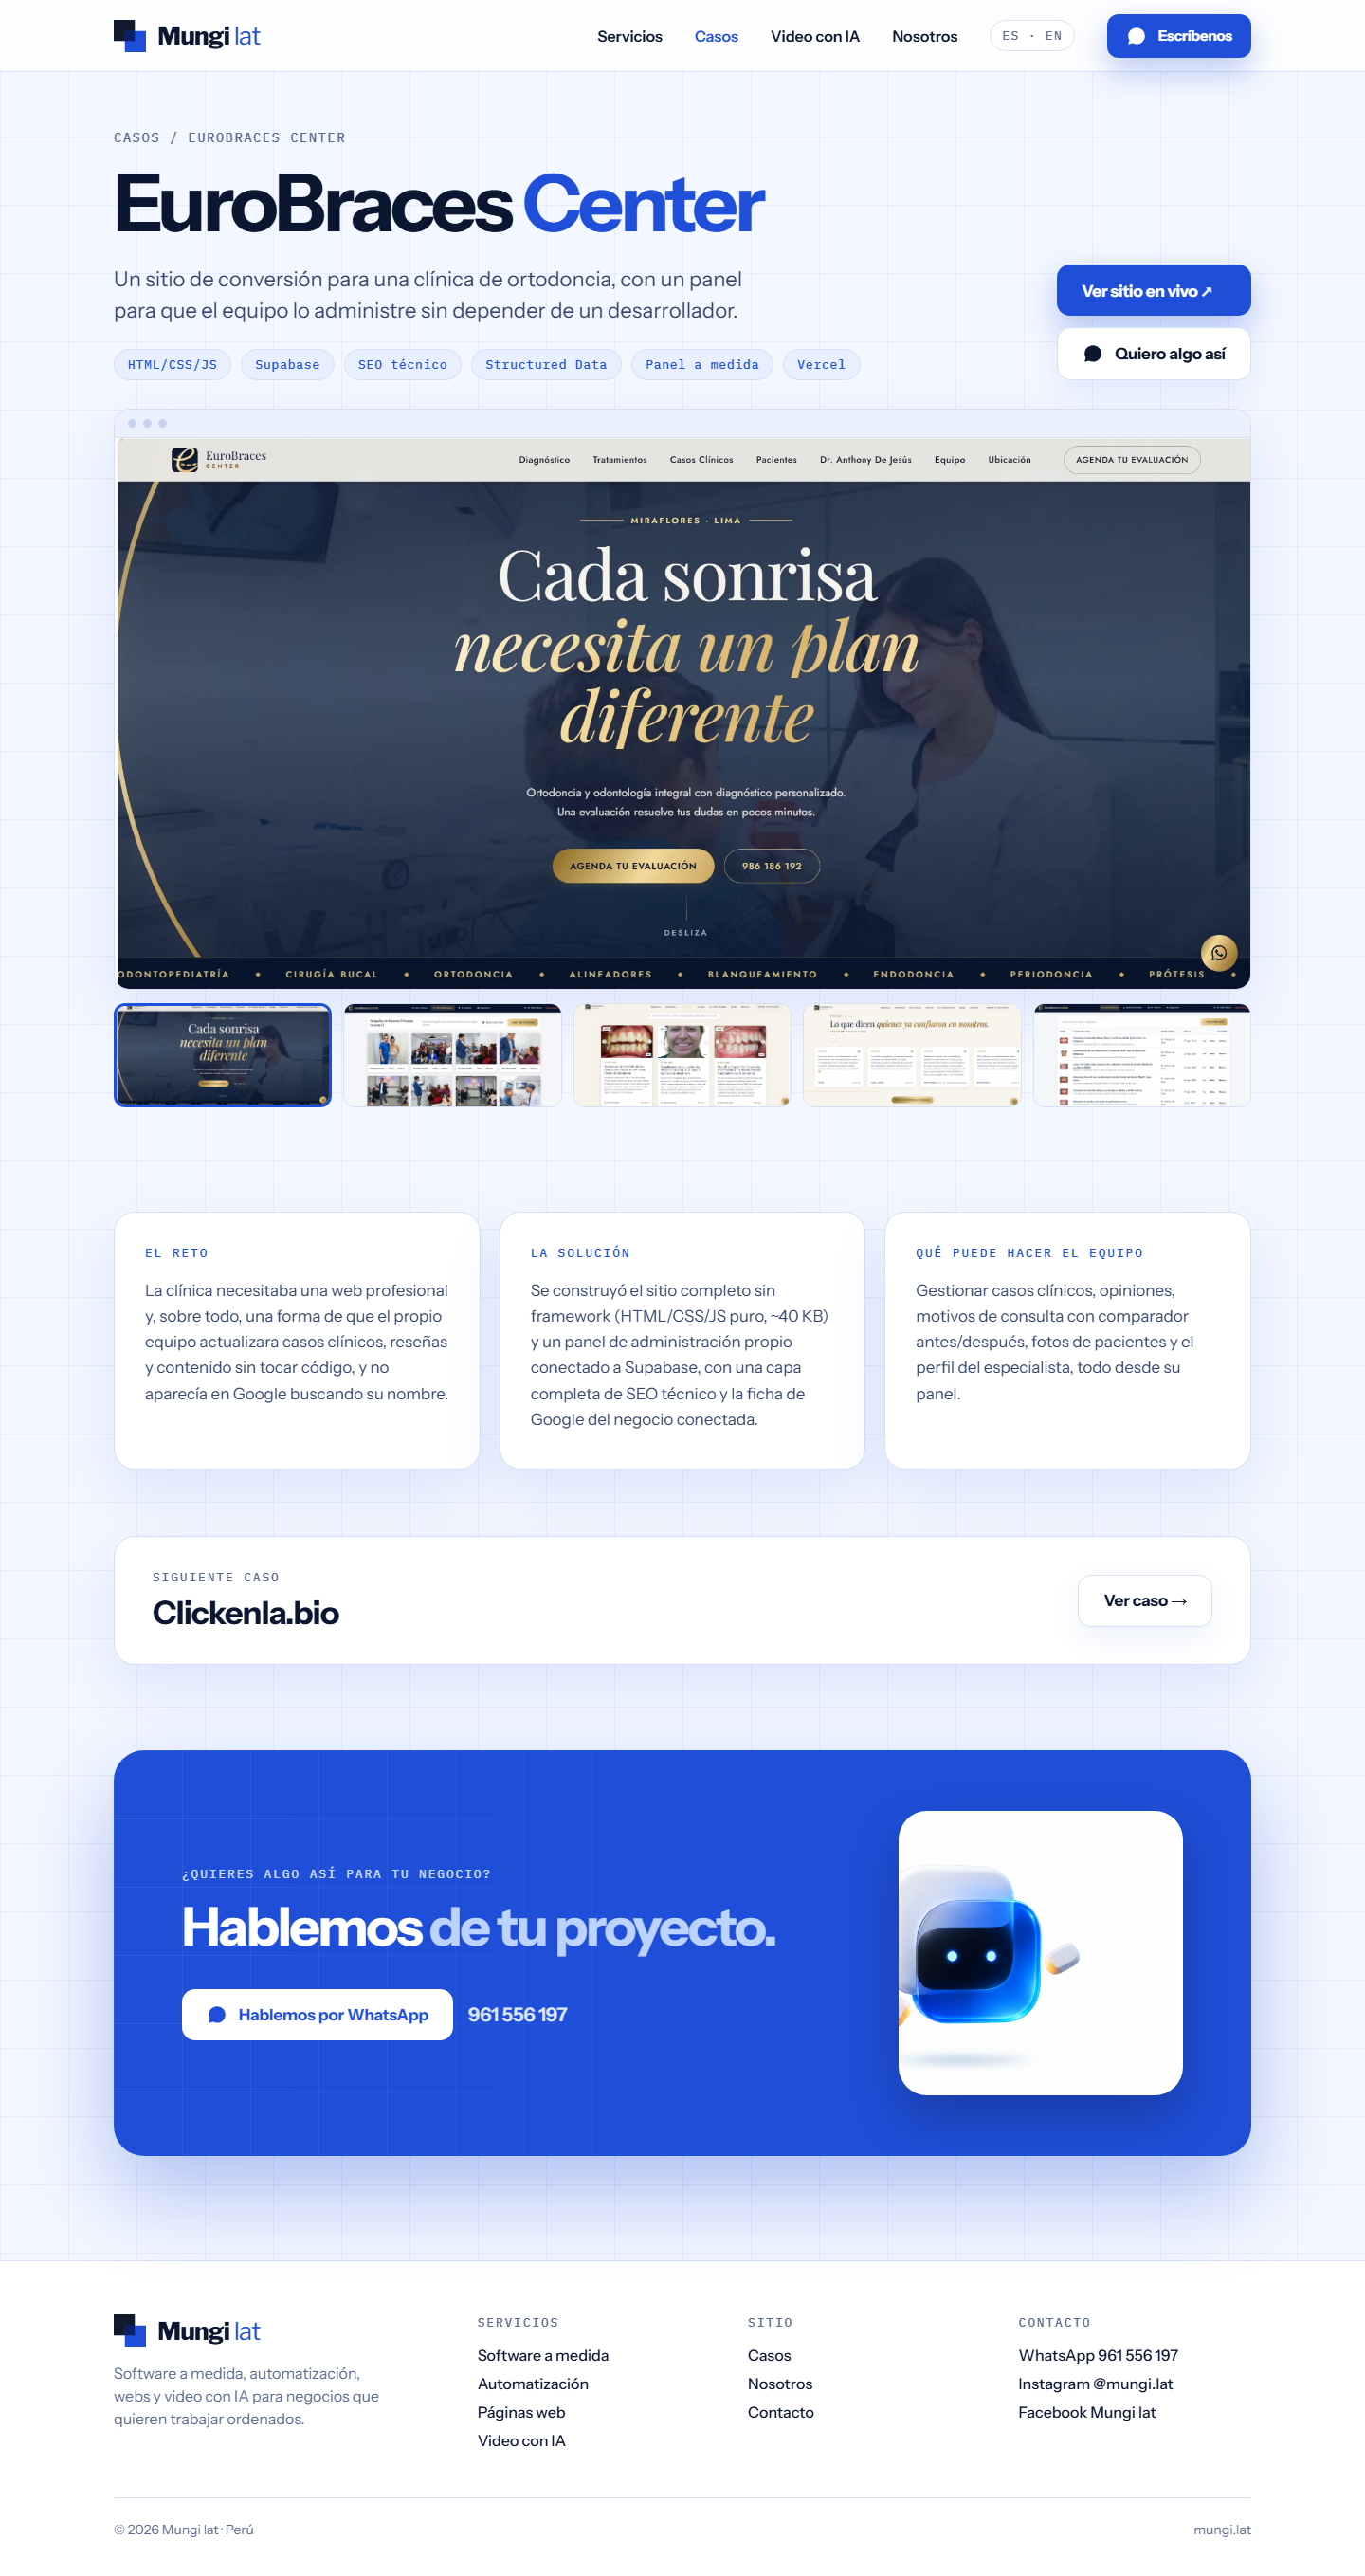 Mungi lat
Servicios
Casos
Video con IA
Nosotros
ES · EN
Escríbenos
CASOS / EUROBRACES CENTER
EuroBraces Center
Un sitio de conversión para una clínica de ortodoncia, con un panel
para que el equipo lo administre sin depender de un desarrollador.
Ver sitio en vivo ↗
Quiero algo así
HTML/CSS/JS
Supabase
SEO técnico
Structured Data
Panel a medida
Vercel
EuroBraces
CENTER
Diagnóstico
Tratamientos
Casos Clínicos
Pacientes
Dr. Anthony De Jesús
Equipo
Ubicación
AGENDA TU EVALUACIÓN
MIRAFLORES · LIMA
Cada sonrisa
necesita un plan
diferente
Ortodoncia y odontología integral con diagnóstico personalizado.
Una evaluación resuelve tus dudas en pocos minutos.
AGENDA TU EVALUACIÓN
986 186 192
DESLIZA
ODONTOPEDIATRÍA ◆ CIRUGÍA BUCAL ◆ ORTODONCIA ◆ ALINEADORES ◆ BLANQUEAMIENTO ◆ ENDODONCIA ◆ PERIODONCIA ◆ PRÓTESIS ◆
Cada sonrisa
necesita un plan
diferente
Lo que dicen quienes ya confiaron en nosotros.
EL RETO
La clínica necesitaba una web profesional
y, sobre todo, una forma de que el propio
equipo actualizara casos clínicos, reseñas
y contenido sin tocar código, y no
aparecía en Google buscando su nombre.
LA SOLUCIÓN
Se construyó el sitio completo sin
framework (HTML/CSS/JS puro, ~40 KB)
y un panel de administración propio
conectado a Supabase, con una capa
completa de SEO técnico y la ficha de
Google del negocio conectada.
QUÉ PUEDE HACER EL EQUIPO
Gestionar casos clínicos, opiniones,
motivos de consulta con comparador
antes/después, fotos de pacientes y el
perfil del especialista, todo desde su
panel.
SIGUIENTE CASO
Clickenla.bio
Ver caso →
¿QUIERES ALGO ASÍ PARA TU NEGOCIO?
Hablemos de tu proyecto.
Hablemos por WhatsApp
961 556 197
Mungi lat
Software a medida, automatización,
webs y video con IA para negocios que
quieren trabajar ordenados.
SERVICIOS
Software a medida
Automatización
Páginas web
Video con IA
SITIO
Casos
Nosotros
Contacto
CONTACTO
WhatsApp 961 556 197
Instagram @mungi.lat
Facebook Mungi lat
© 2026 Mungi lat · Perú
mungi.lat